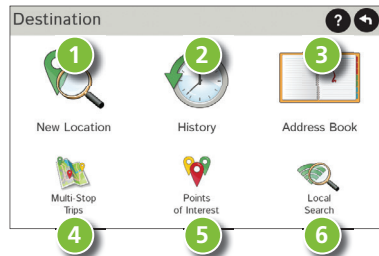 Destination
?
1
2
3
New Location
History
Address Book
Multi-Stop
Trips
Points
of Interest
Local
Search
4
5
6